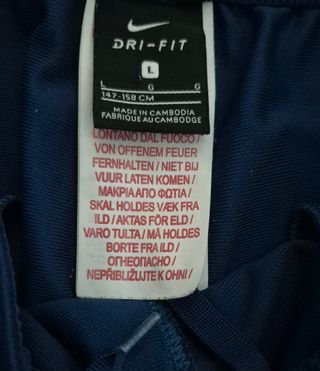 NIKE
DRI-FIT
L
L G G
147-158 CM
MADE IN CAMBODIA
FABRIQUE AU CAMBODGE
LONTANO DAL FUOCO /
VON OFFENEM FEUER
FERNHALTEN / NIET BIJ
VUUR LATEN KOMEN /
ΜΑΚΡΙΑ ΑΠΟ ΦΩΤΙΑ /
SKAL HOLDES VÆK FRA
ILD / AKTAS FÖR ELD /
VARO TULTA / MÅ IKKE
BORTE FRA ILD /
ОГНЕОПАСНО /
NEPŘIBLIŽUJTE K OHNI /